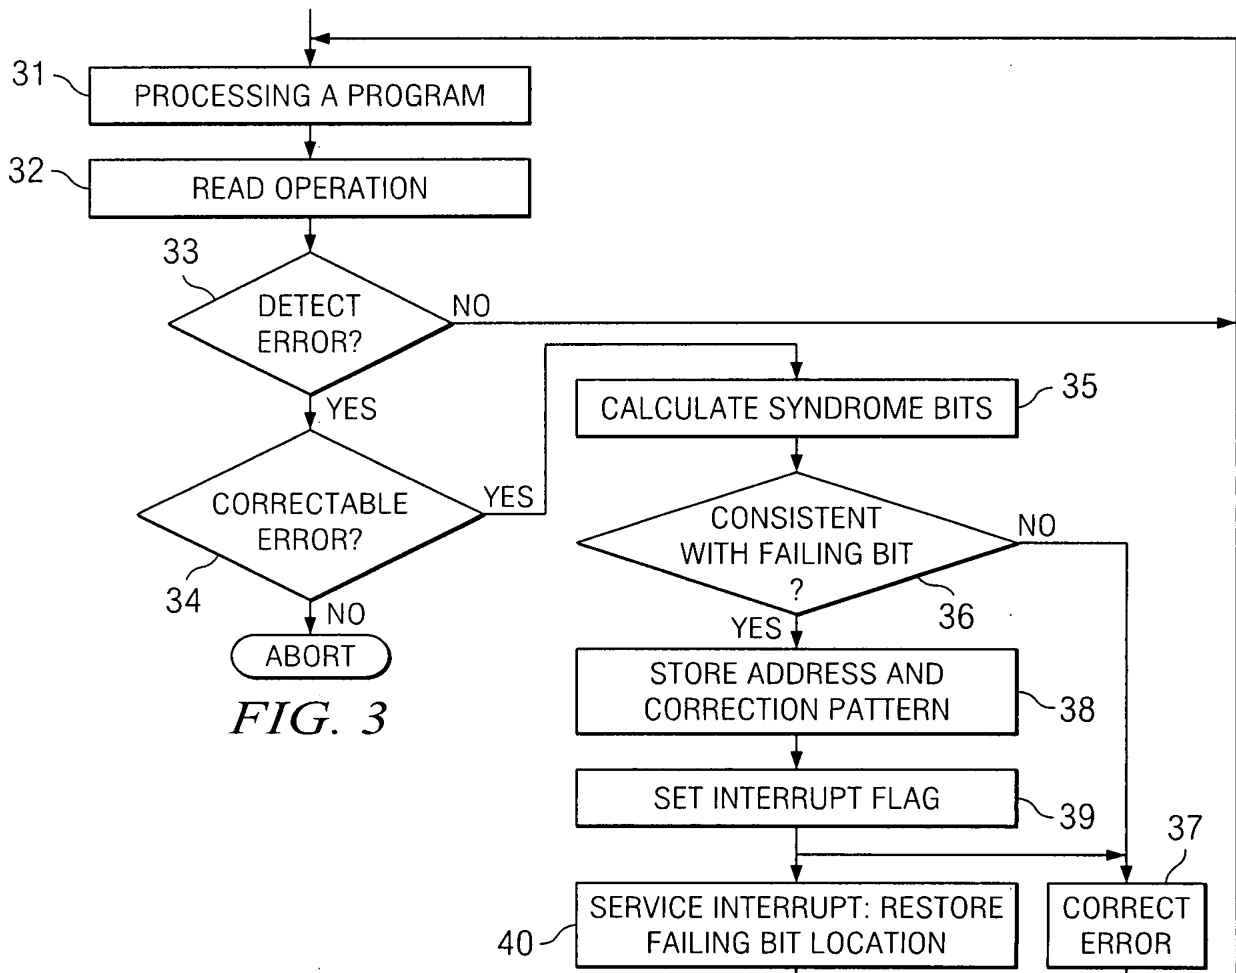 31
PROCESSING A PROGRAM
32
READ OPERATION
33
DETECT
ERROR?
NO
YES
CORRECTABLE
ERROR?
34
YES
NO
ABORT
FIG. 3
CALCULATE SYNDROME BITS
35
CONSISTENT
WITH FAILING BIT
?
NO
36
YES
STORE ADDRESS AND
CORRECTION PATTERN
38
SET INTERRUPT FLAG
39
37
SERVICE INTERRUPT: RESTORE
FAILING BIT LOCATION
40
CORRECT
ERROR